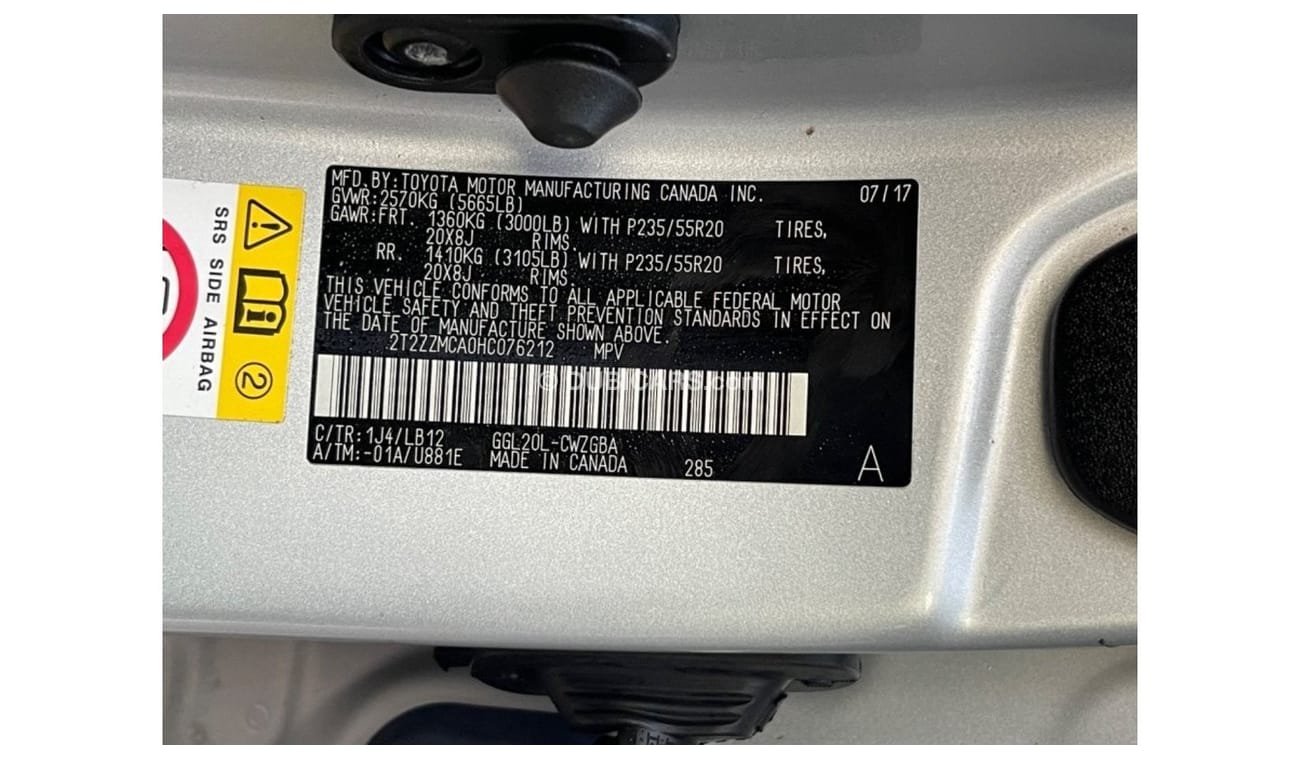 MFD.BY:TOYOTA MOTOR MANUFACTURING CANADA INC. 07/17
GVWR:2570KG (5665LB)
GAWR:FRT. 1360KG (3000LB) WITH P235/55R20 TIRES,
20X8J RIMS.
RR. 1410KG (3105LB) WITH P235/55R20 TIRES,
20X8J RIMS
THIS VEHICLE CONFORMS TO ALL APPLICABLE FEDERAL MOTOR
VEHICLE SAFETY AND THEFT PREVENTION STANDARDS IN EFFECT ON
THE DATE OF MANUFACTURE SHOWN ABOVE.
2T2ZZMCA0HC076212 MPV
© DUBICARS.com
C/TR:1J4/LB12 GGL20L-CWZGBA
A/TM:-01A/U881E MADE IN CANADA 285 A
SRS SIDE AIRBAG
2